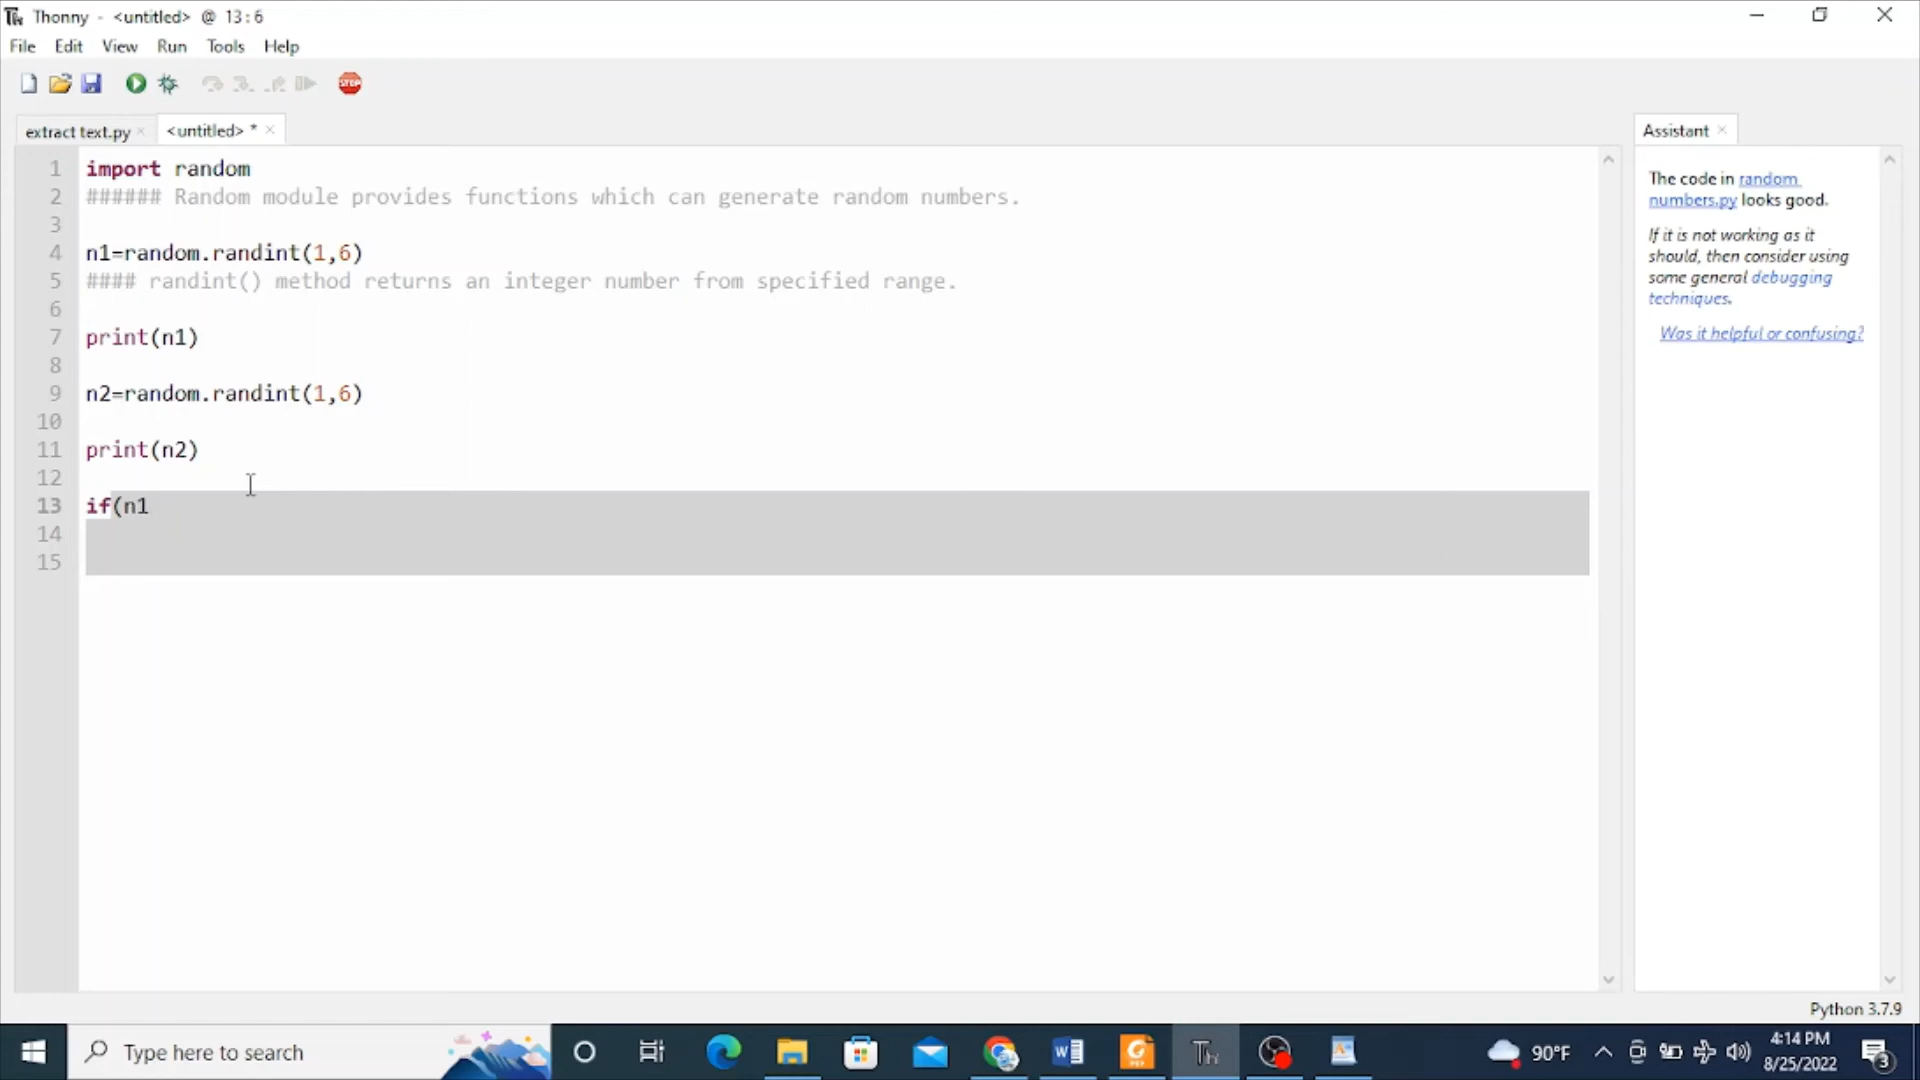 Thonny - <untitled> @ 13:6
File Edit View Run Tools Help
STOP
extract text.py
<untitled> *
Assistant
1 import random
2 ###### Random module provides functions which can generate random numbers.
3
4 n1=random.randint(1,6)
5 #### randint() method returns an integer number from specified range.
6
7 print(n1)
8
9 n2=random.randint(1,6)
10
11 print(n2)
12
13 if(n1
14
15
The code in random
numbers.py looks good.
If it is not working as it
should, then consider using
some general debugging
techniques.
Was it helpful or confusing?
Python 3.7.9
Type here to search
90°F
4:14 PM
8/25/2022
3